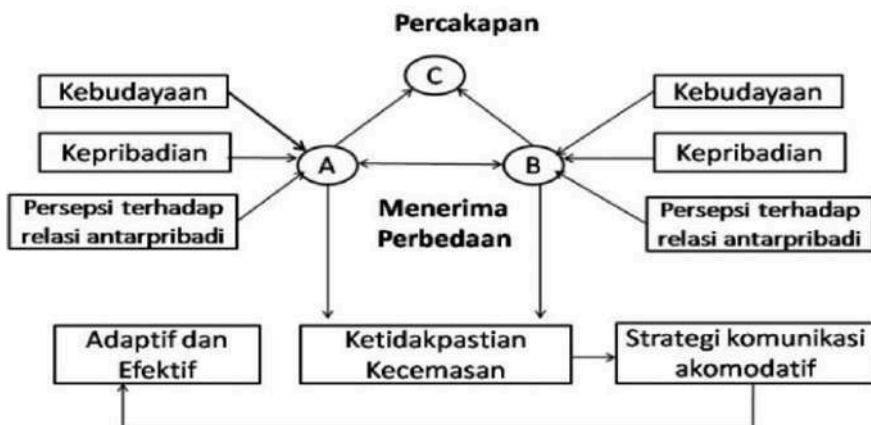 Percakapan
C
Kebudayaan
Kebudayaan
Kepribadian
A
B
Kepribadian
Persepsi terhadap
relasi antarpribadi
Menerima
Perbedaan
Persepsi terhadap
relasi antarpribadi
Adaptif dan
Efektif
Ketidakpastian
Kecemasan
Strategi komunikasi
akomodatif